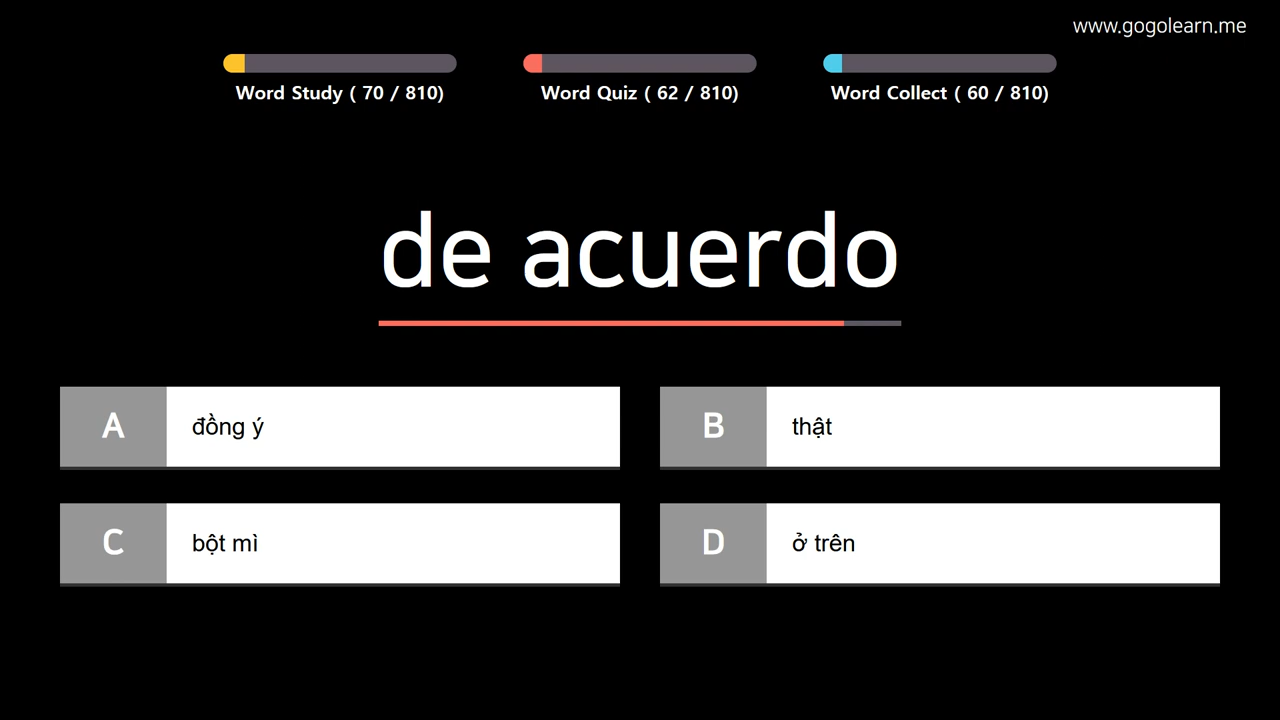 www.gogolearn.me
Word Study ( 70 / 810)
Word Quiz ( 62 / 810)
Word Collect ( 60 / 810)
de acuerdo
A
đồng ý
B
thật
C
bột mì
D
ở trên